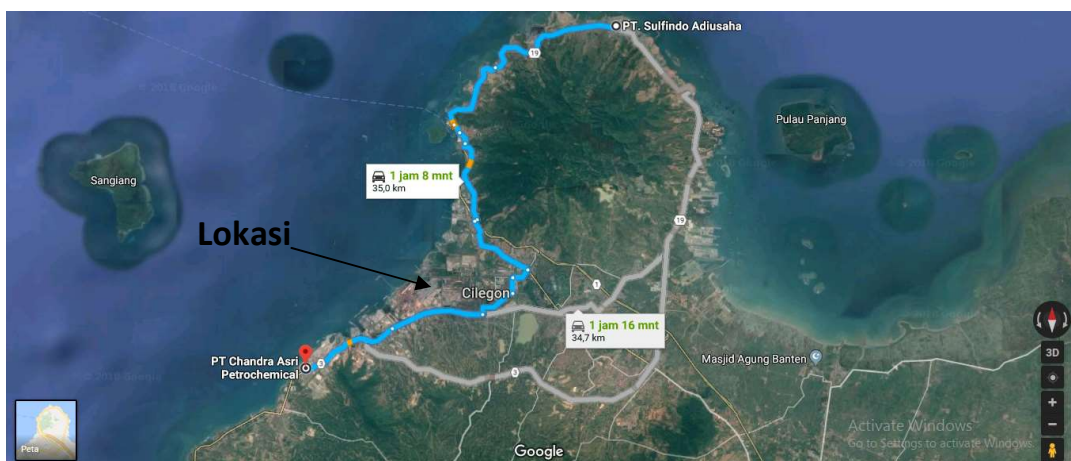 PT. Sulfindo Adiusaha
19
Pulau Panjang
Sangiang
1 jam 8 mnt
35,0 km
Lokasi
19
1
Cilegon
1 jam 16 mnt
34,7 km
PT Chandra Asri
Petrochemical
3
3
Masjid Agung Banten
3D
Peta
Google
Activate Windows
Go to Settings to activate Windows.